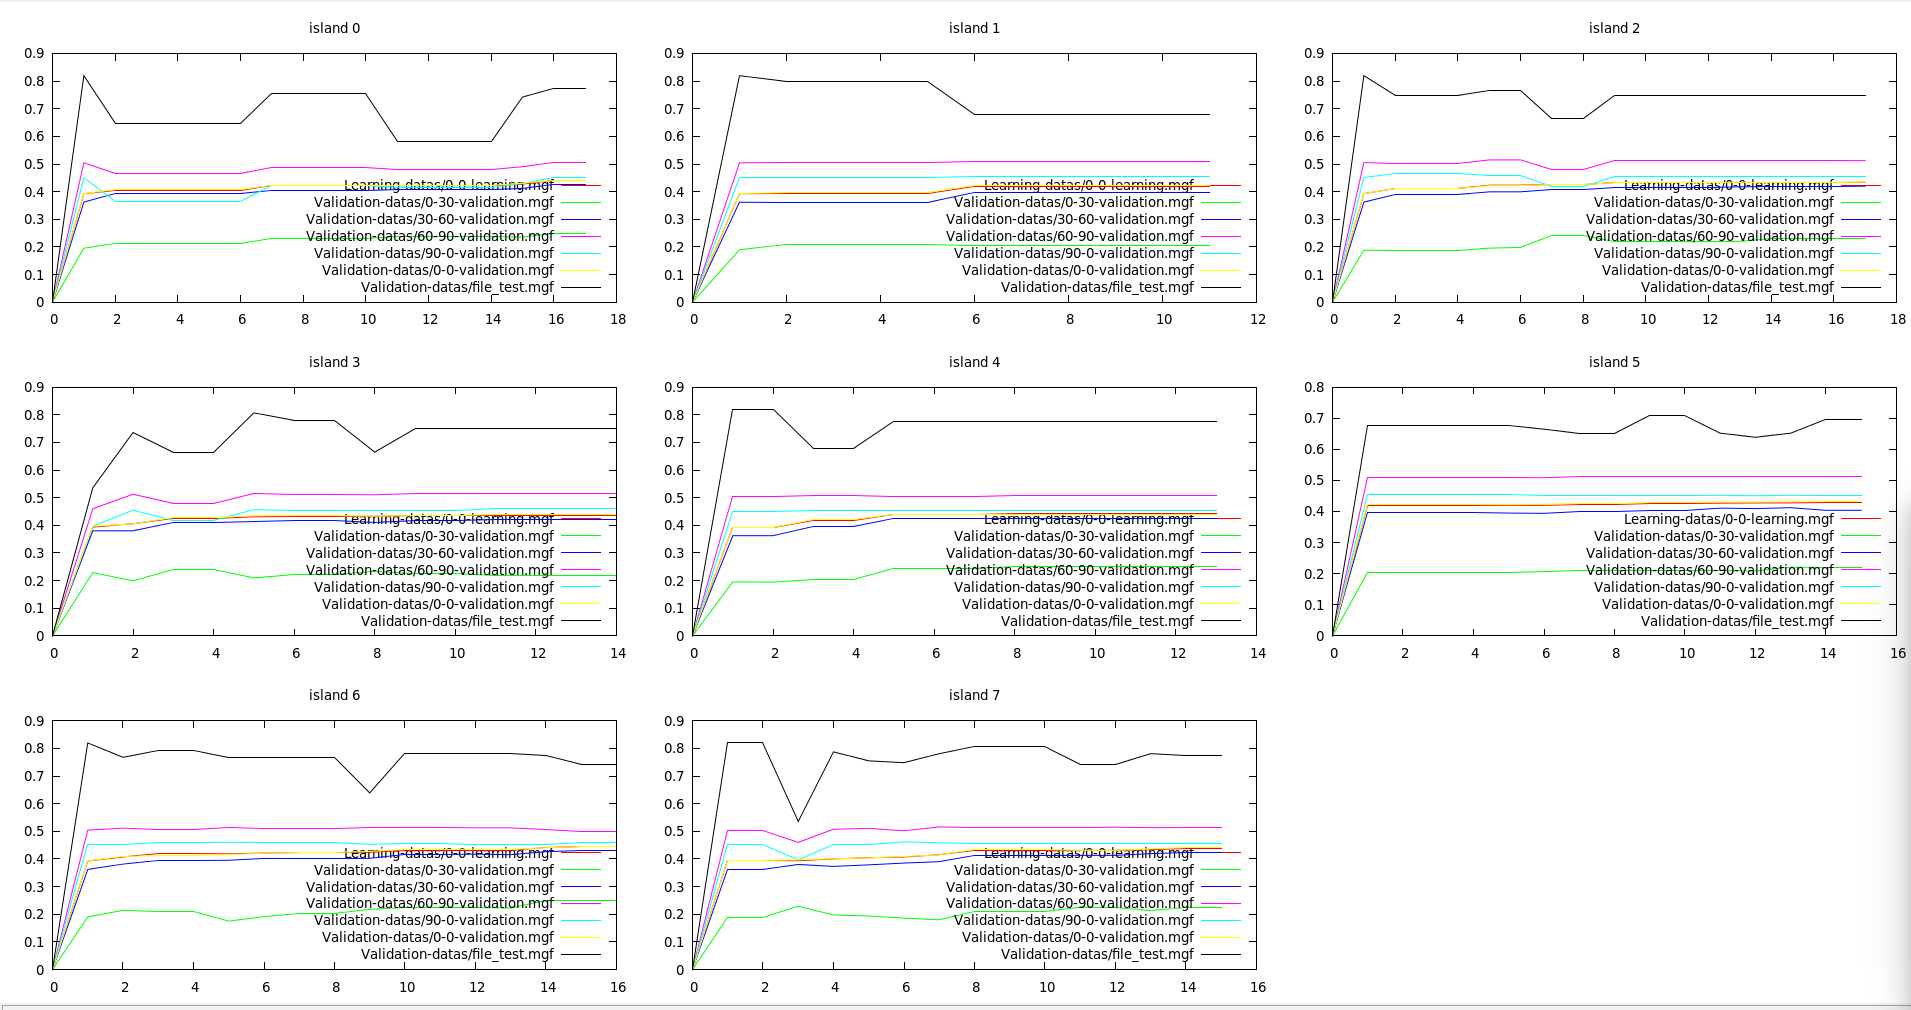 island 0
0.9
0.8
0.7
0.6
0.5
0.4
0.3
0.2
0.1
0
Learning-datas/0-0-learning.mgf
Validation-datas/0-30-validation.mgf
Validation-datas/30-60-validation.mgf
Validation-datas/60-90-validation.mgf
Validation-datas/90-0-validation.mgf
Validation-datas/0-0-validation.mgf
Validation-datas/file_test.mgf
0 2 4 6 8 10 12 14 16 18
island 1
0.9
0.8
0.7
0.6
0.5
0.4
0.3
0.2
0.1
0
Learning-datas/0-0-learning.mgf
Validation-datas/0-30-validation.mgf
Validation-datas/30-60-validation.mgf
Validation-datas/60-90-validation.mgf
Validation-datas/90-0-validation.mgf
Validation-datas/0-0-validation.mgf
Validation-datas/file_test.mgf
0 2 4 6 8 10 12
island 2
0.9
0.8
0.7
0.6
0.5
0.4
0.3
0.2
0.1
0
Learning-datas/0-0-learning.mgf
Validation-datas/0-30-validation.mgf
Validation-datas/30-60-validation.mgf
Validation-datas/60-90-validation.mgf
Validation-datas/90-0-validation.mgf
Validation-datas/0-0-validation.mgf
Validation-datas/file_test.mgf
0 2 4 6 8 10 12 14 16 18
island 3
0.9
0.8
0.7
0.6
0.5
0.4
0.3
0.2
0.1
0
Learning-datas/0-0-learning.mgf
Validation-datas/0-30-validation.mgf
Validation-datas/30-60-validation.mgf
Validation-datas/60-90-validation.mgf
Validation-datas/90-0-validation.mgf
Validation-datas/0-0-validation.mgf
Validation-datas/file_test.mgf
0 2 4 6 8 10 12 14
island 4
0.9
0.8
0.7
0.6
0.5
0.4
0.3
0.2
0.1
0
Learning-datas/0-0-learning.mgf
Validation-datas/0-30-validation.mgf
Validation-datas/30-60-validation.mgf
Validation-datas/60-90-validation.mgf
Validation-datas/90-0-validation.mgf
Validation-datas/0-0-validation.mgf
Validation-datas/file_test.mgf
0 2 4 6 8 10 12 14
island 5
0.8
0.7
0.6
0.5
0.4
0.3
0.2
0.1
0
Learning-datas/0-0-learning.mgf
Validation-datas/0-30-validation.mgf
Validation-datas/30-60-validation.mgf
Validation-datas/60-90-validation.mgf
Validation-datas/90-0-validation.mgf
Validation-datas/0-0-validation.mgf
Validation-datas/file_test.mgf
0 2 4 6 8 10 12 14 16
island 6
0.9
0.8
0.7
0.6
0.5
0.4
0.3
0.2
0.1
0
Learning-datas/0-0-learning.mgf
Validation-datas/0-30-validation.mgf
Validation-datas/30-60-validation.mgf
Validation-datas/60-90-validation.mgf
Validation-datas/90-0-validation.mgf
Validation-datas/0-0-validation.mgf
Validation-datas/file_test.mgf
0 2 4 6 8 10 12 14 16
island 7
0.9
0.8
0.7
0.6
0.5
0.4
0.3
0.2
0.1
0
Learning-datas/0-0-learning.mgf
Validation-datas/0-30-validation.mgf
Validation-datas/30-60-validation.mgf
Validation-datas/60-90-validation.mgf
Validation-datas/90-0-validation.mgf
Validation-datas/0-0-validation.mgf
Validation-datas/file_test.mgf
0 2 4 6 8 10 12 14 16